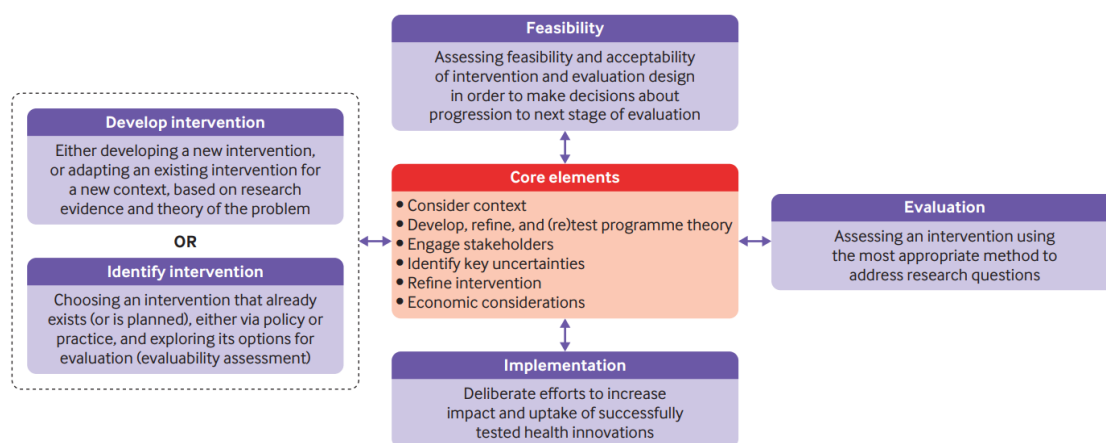 Feasibility
Assessing feasibility and acceptability
of intervention and evaluation design
in order to make decisions about
progression to next stage of evaluation
Develop intervention
Either developing a new intervention,
or adapting an existing intervention for
a new context, based on research
evidence and theory of the problem
OR
Identify intervention
Choosing an intervention that already
exists (or is planned), either via policy or
practice, and exploring its options for
evaluation (evaluability assessment)
Core elements
• Consider context
• Develop, refine, and (re)test programme theory
• Engage stakeholders
• Identify key uncertainties
• Refine intervention
• Economic considerations
Evaluation
Assessing an intervention using
the most appropriate method to
address research questions
Implementation
Deliberate efforts to increase
impact and uptake of successfully
tested health innovations